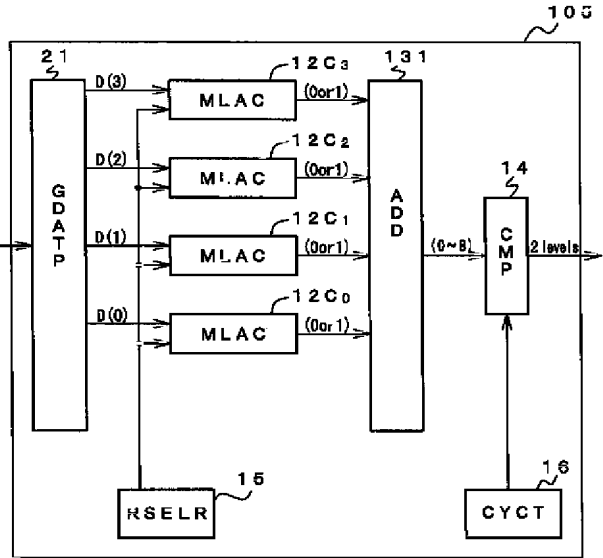 100
21
12C3
131
D(3)
MLAC
(0or1)
12C2
D(2)
MLAC
(0or1)
14
GDATP
12C1
ADD
CMP
D(1)
MLAC
(0or1)
(0~8)
2 levels
12C0
D(0)
MLAC
(0or1)
15
16
RSELR
CYCT